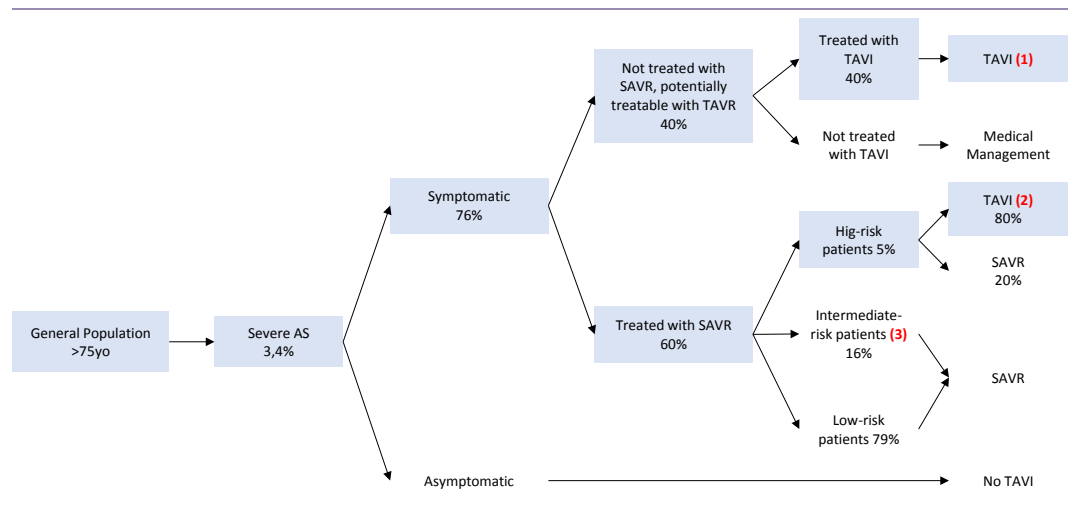 General Population
>75yo
Severe AS
3,4%
Symptomatic
76%
Asymptomatic
Not treated with
SAVR, potentially
treatable with TAVR
40%
Treated with SAVR
60%
Treated with
TAVI
40%
Not treated
with TAVI
Hig-risk
patients 5%
Intermediate-
risk patients (3)
16%
Low-risk
patients 79%
TAVI (1)
Medical
Management
TAVI (2)
80%
SAVR
20%
SAVR
No TAVI